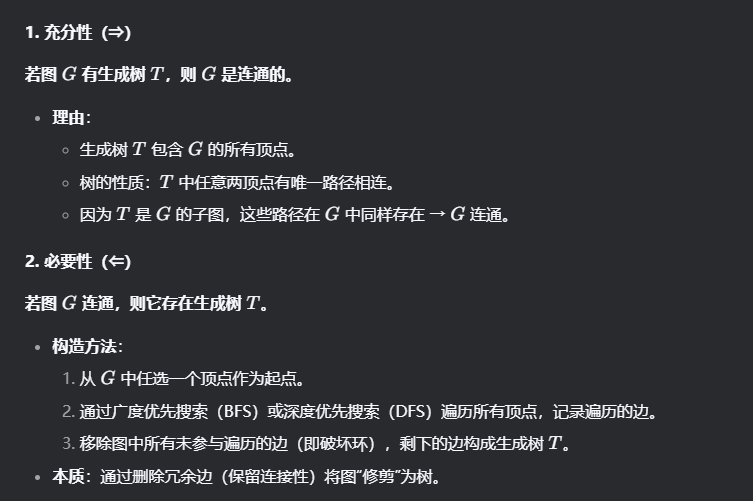 1. 充分性（⇒）
若图 G 有生成树 T，则 G 是连通的。
• 理由：
◦ 生成树 T 包含 G 的所有顶点。
◦ 树的性质：T 中任意两顶点有唯一路径相连。
◦ 因为 T 是 G 的子图，这些路径在 G 中同样存在 → G 连通。
2. 必要性（⇐）
若图 G 连通，则它存在生成树 T。
• 构造方法：
1. 从 G 中任选一个顶点作为起点。
2. 通过广度优先搜索（BFS）或深度优先搜索（DFS）遍历所有顶点，记录遍历的边。
3. 移除图中所有未参与遍历的边（即破坏环），剩下的边构成生成树 T。
• 本质：通过删除冗余边（保留连接性）将图“修剪”为树。